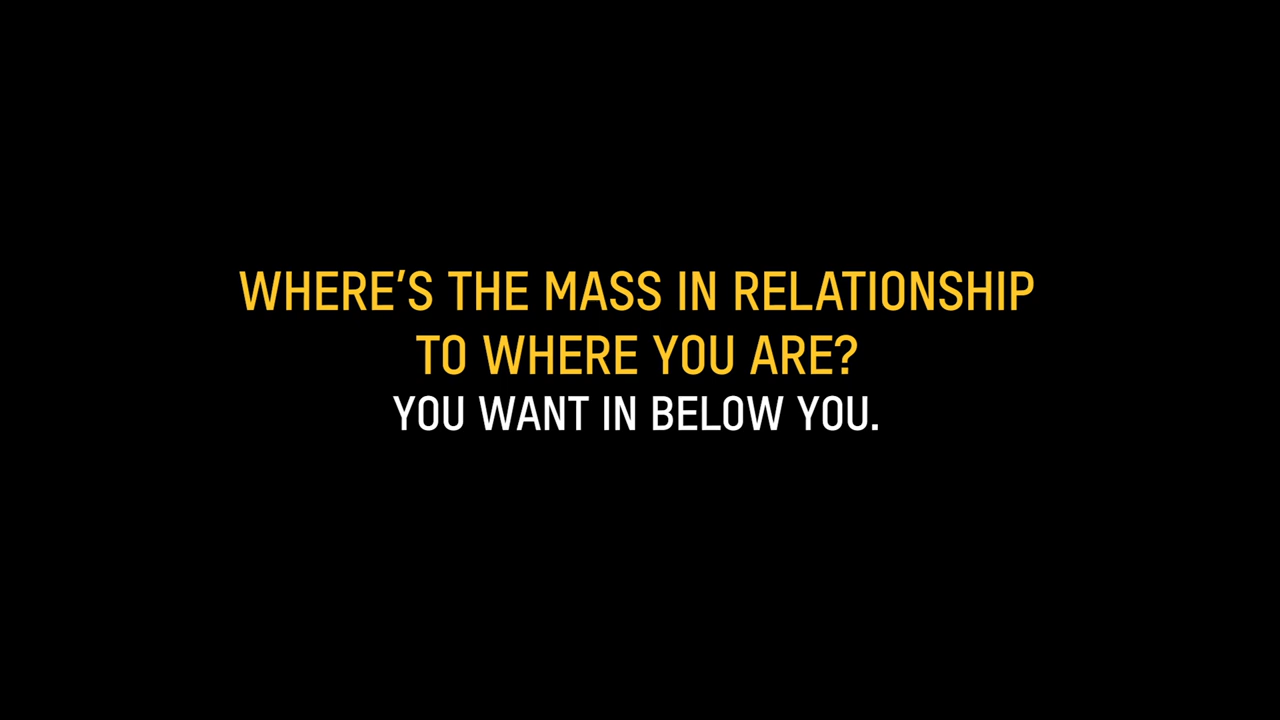 WHERE’S THE MASS IN RELATIONSHIP
TO WHERE YOU ARE?
YOU WANT IN BELOW YOU.